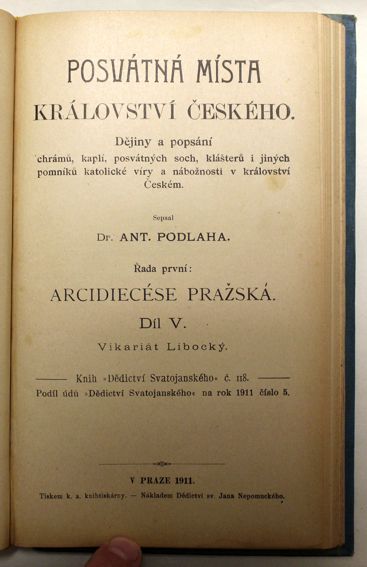 POSVÁTNÁ MÍSTA
KRÁLOVSTVÍ ČESKÉHO.
Dějiny a popsání
chrámů, kaplí, posvátných soch, klášterů i jiných
pomníků katolické víry a nábožnosti v království
Českém.
Sepsal
Dr. ANT. PODLAHA.
Řada první:
ARCIDIECÉSE PRAŽSKÁ.
Díl V.
Vikariát Libocký.
Knih »Dědictví Svatojanského« č. 118.
Podíl údů »Dědictví Svatojanského« na rok 1911 číslo 5.
V PRAZE 1911.
Tiskem k. a. knihtiskárny. — Nákladem Dědictví sv. Jana Nepomuckého.